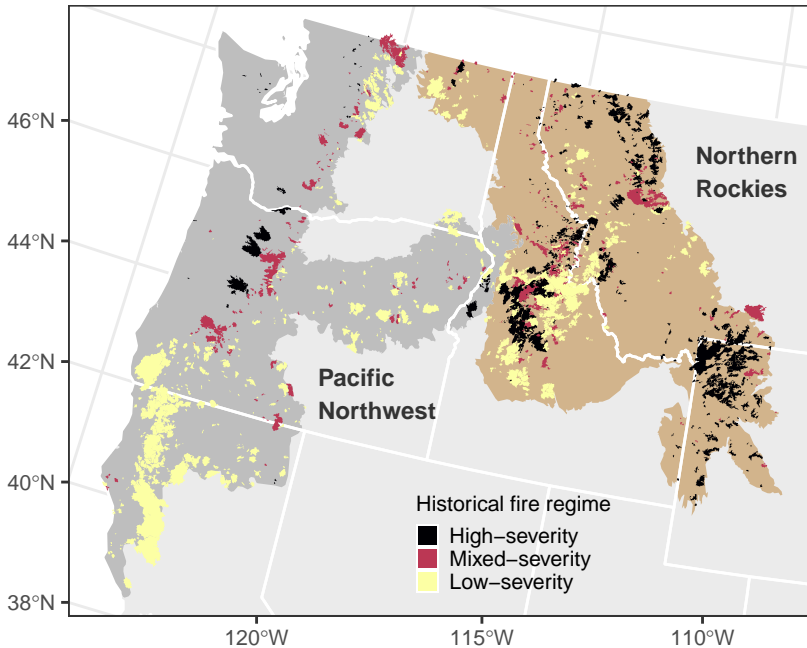 46°N
44°N
42°N
40°N
38°N
120°W
115°W
110°W
Northern
Rockies
Pacific
Northwest
Historical fire regime
High−severity
Mixed−severity
Low−severity